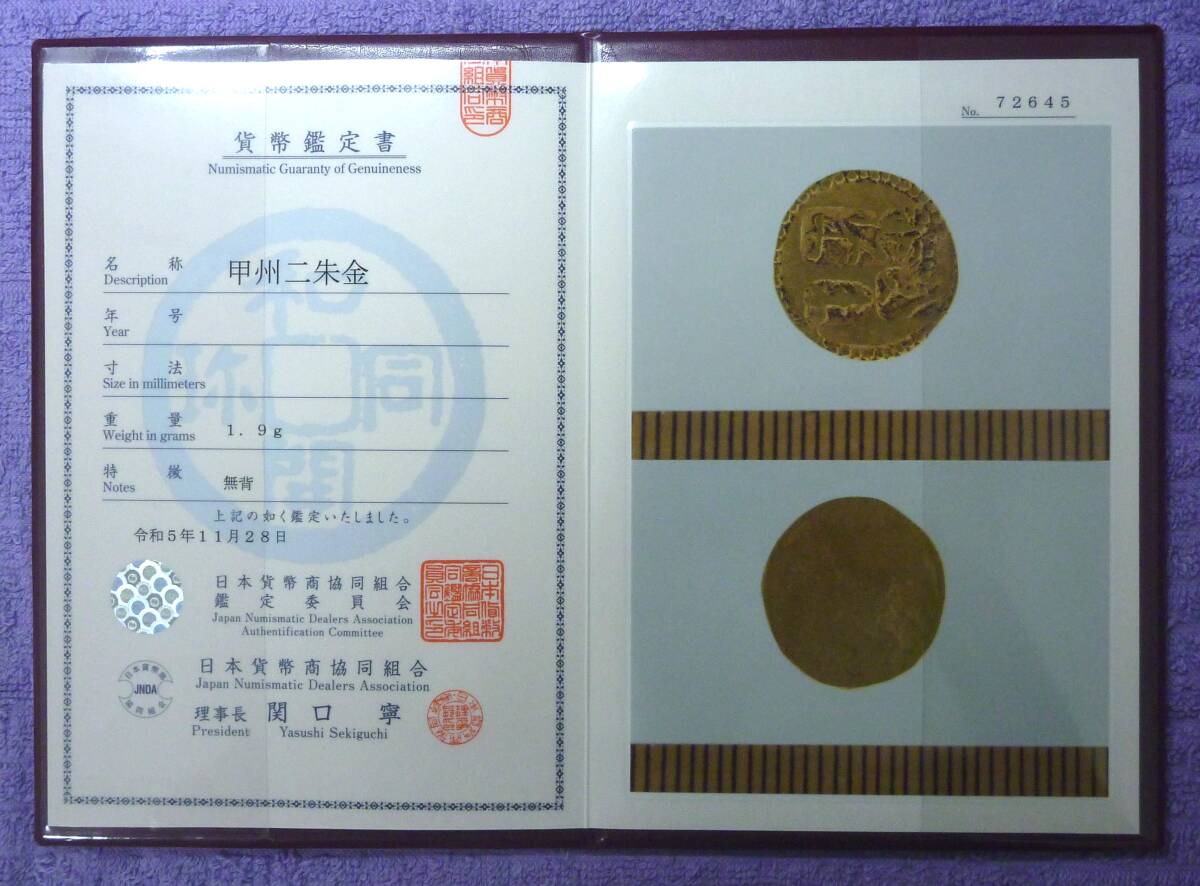 貨幣鑑定書
Numismatic Guaranty of Genuineness
名称 甲州二朱金
Description
年号
Year
寸法
Size in millimeters
重量 1.9g
Weight in grams
特徴 無背
Notes
上記の如く鑑定いたしました。
令和5年11月28日
日本貨幣商協同組合
鑑定委員会
Japan Numismatic Dealers Association
Authentification Committee
日本貨幣商協同組合
Japan Numismatic Dealers Association
JNDA
理事長 関口 寧
President Yasushi Sekiguchi
和同開珎
No. 72645